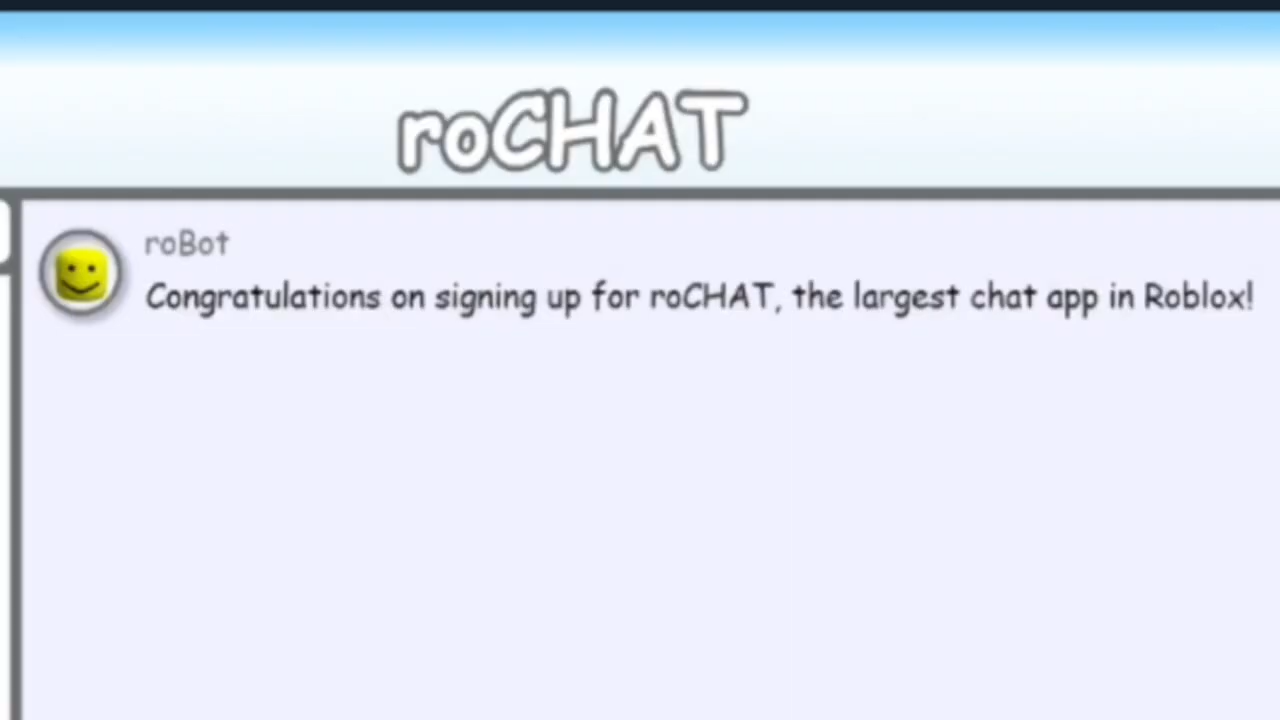 roCHAT
roBot
Congratulations on signing up for roCHAT, the largest chat app in Roblox!